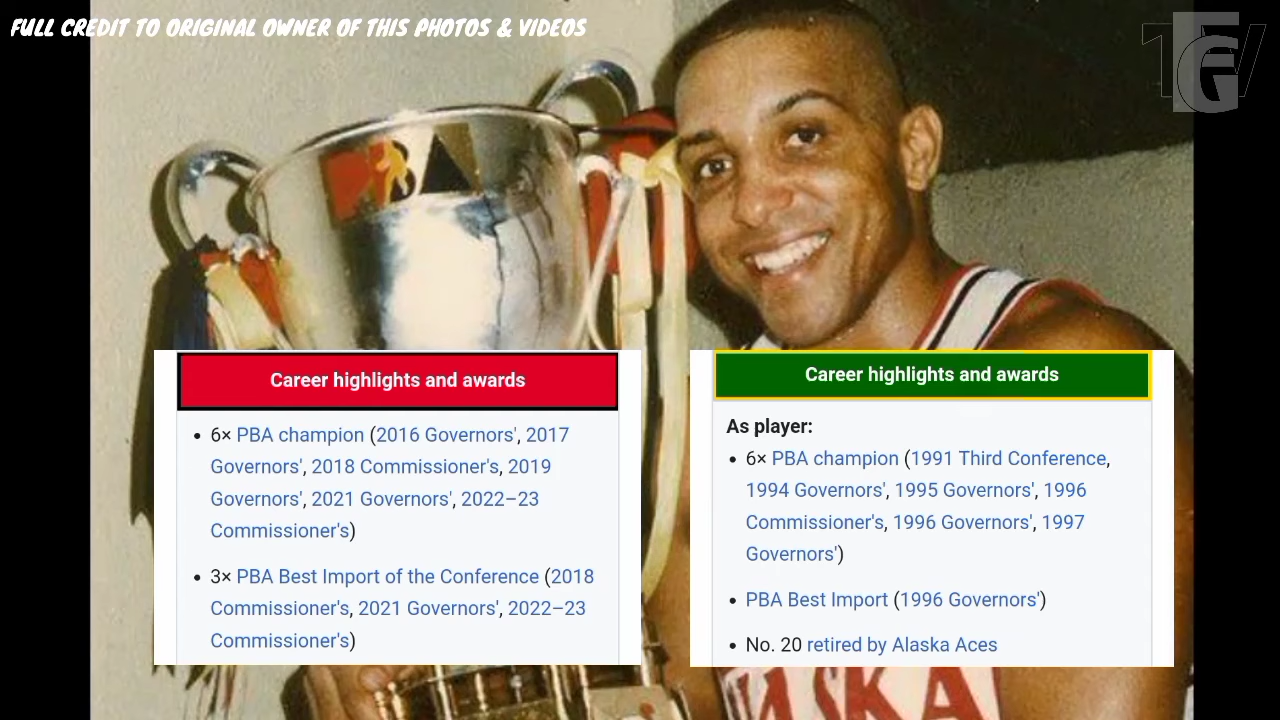 FULL CREDIT TO ORIGINAL OWNER OF THIS PHOTOS & VIDEOS
Career highlights and awards
• 6× PBA champion (2016 Governors', 2017
Governors', 2018 Commissioner's, 2019
Governors', 2021 Governors', 2022–23
Commissioner's)
• 3× PBA Best Import of the Conference (2018
Commissioner's, 2021 Governors', 2022–23
Commissioner's)
Career highlights and awards
As player:
• 6× PBA champion (1991 Third Conference,
1994 Governors', 1995 Governors', 1996
Commissioner's, 1996 Governors', 1997
Governors')
• PBA Best Import (1996 Governors')
• No. 20 retired by Alaska Aces